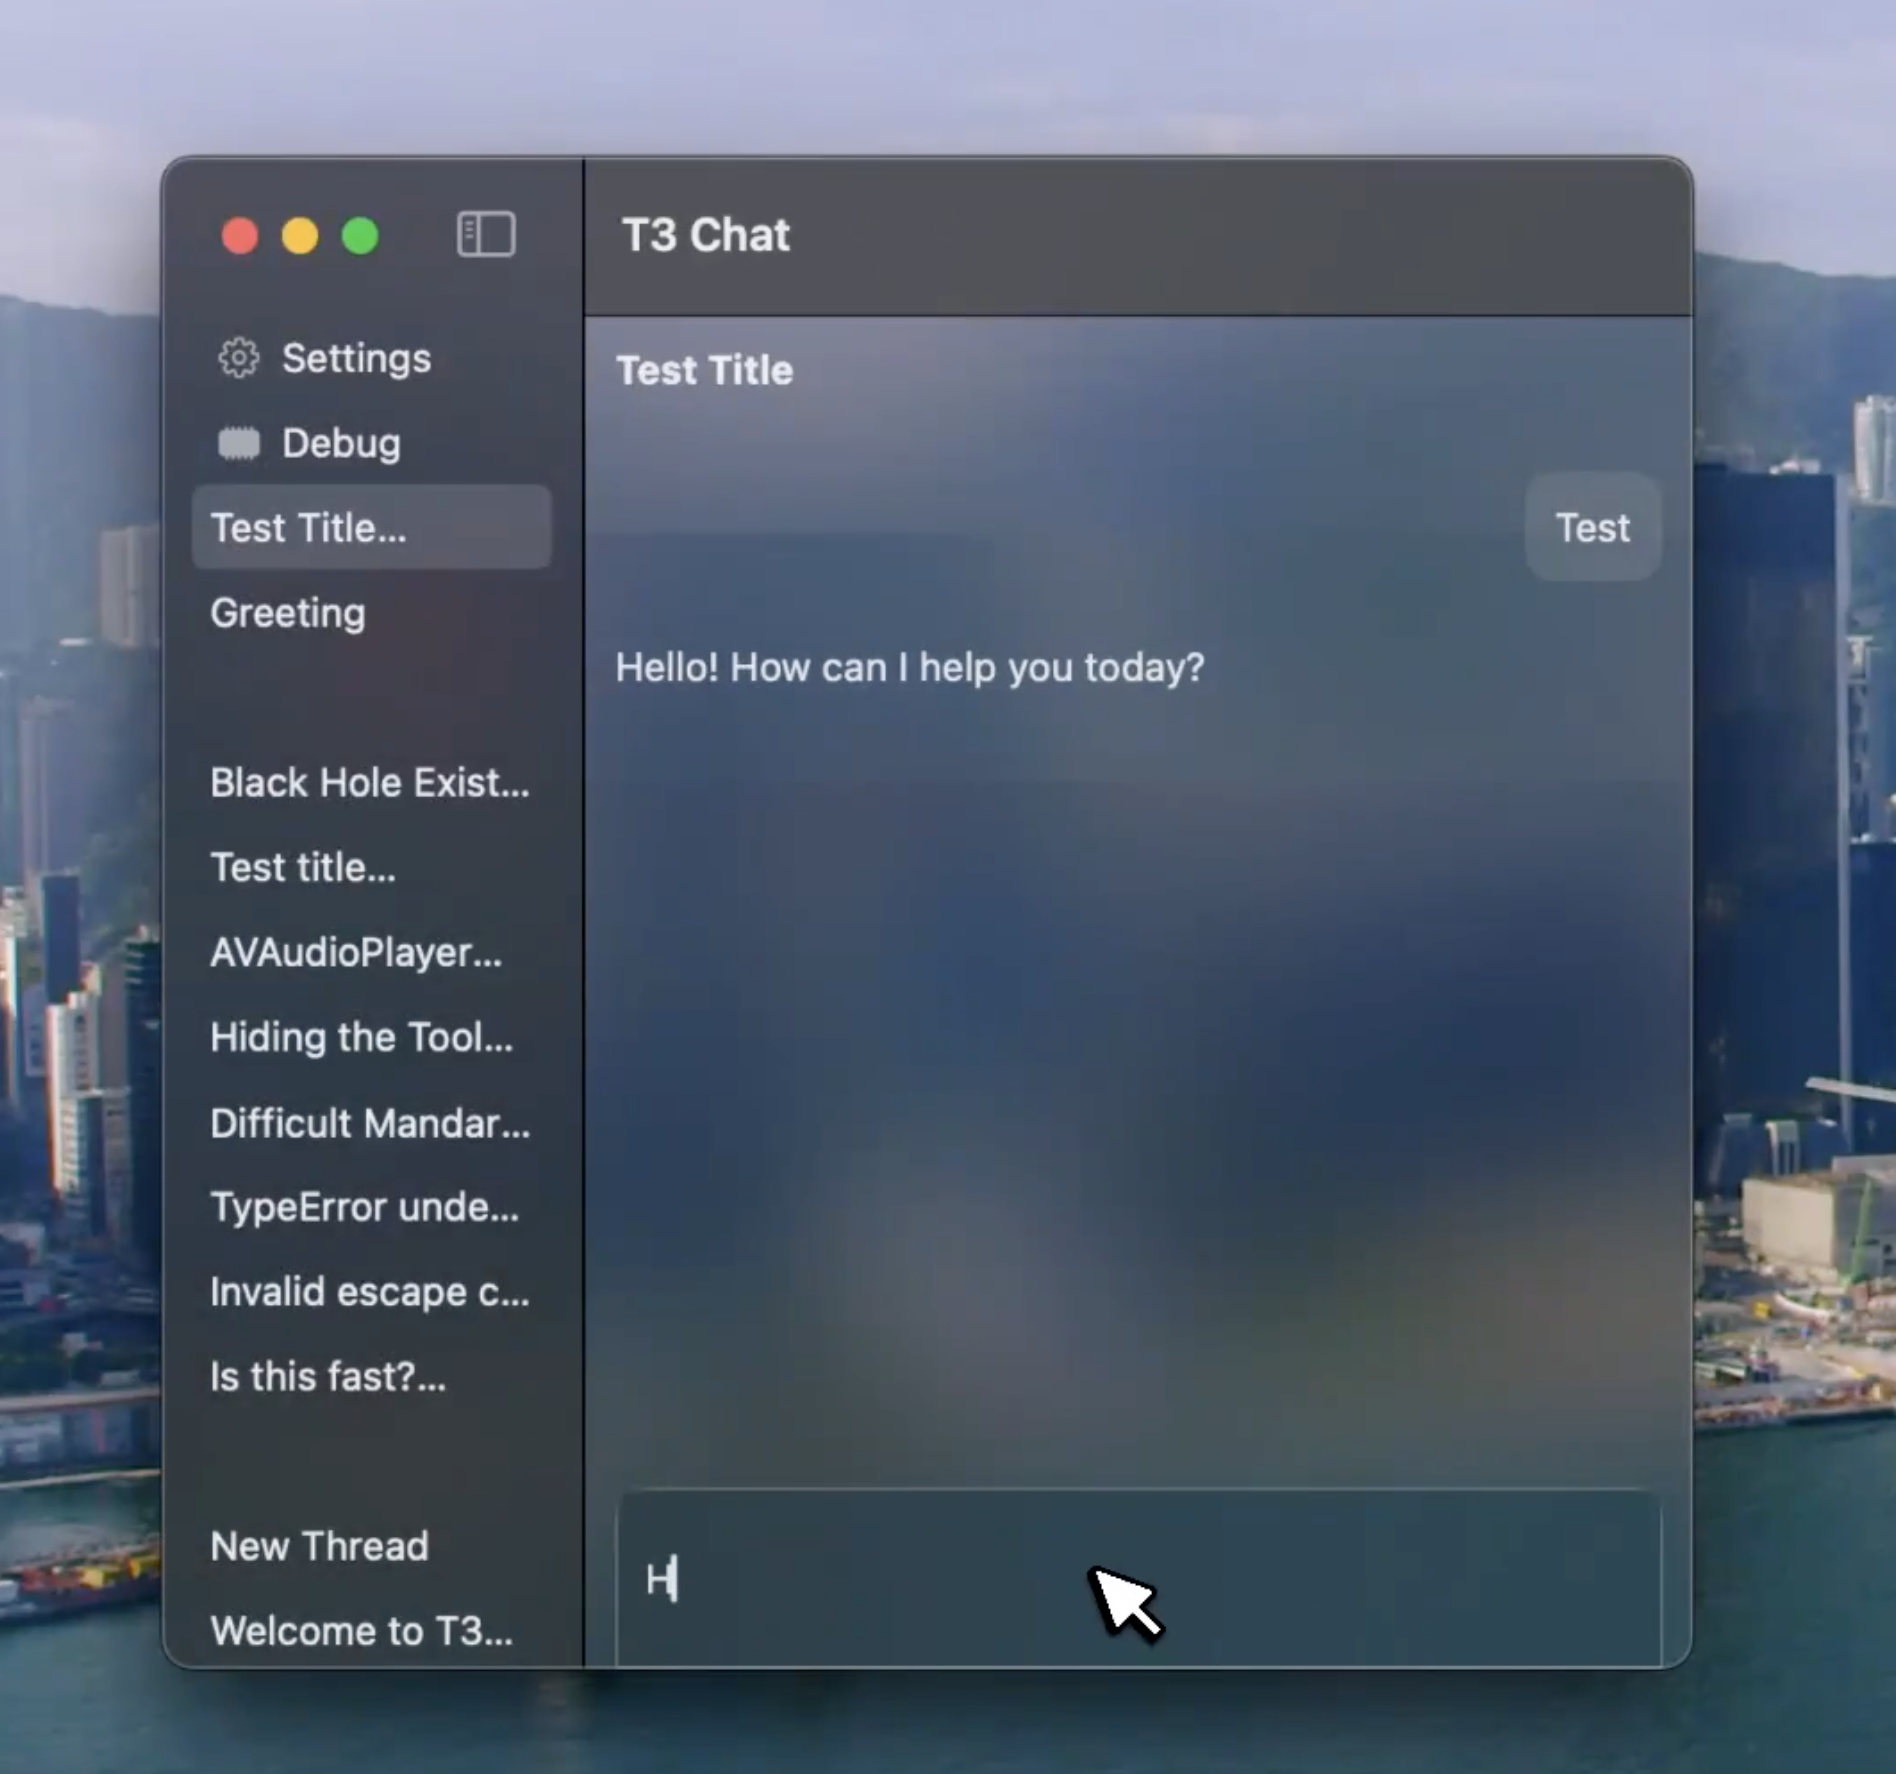 T3 Chat
Settings
Debug
Test Title...
Greeting
Black Hole Exist...
Test title...
AVAudioPlayer...
Hiding the Tool...
Difficult Mandar...
TypeError unde...
Invalid escape c...
Is this fast?...
New Thread
Welcome to T3...
Test Title
Test
Hello! How can I help you today?
H